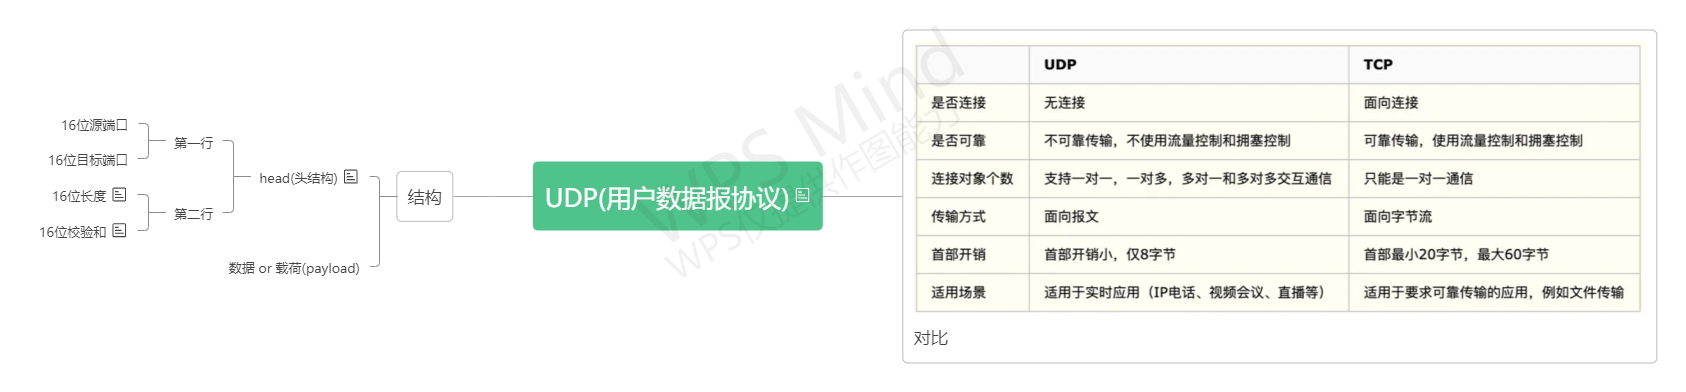 16位源端口
16位目标端口
第一行
16位长度
16位校验和
第二行
head(头结构)
数据 or 载荷(payload)
结构
UDP(用户数据报协议)
UDP TCP
是否连接 无连接 面向连接
是否可靠 不可靠传输，不使用流量控制和拥塞控制 可靠传输，使用流量控制和拥塞控制
连接对象个数 支持一对一，一对多，多对一和多对多交互通信 只能是一对一通信
传输方式 面向报文 面向字节流
首部开销 首部开销小，仅8字节 首部最小20字节，最大60字节
适用场景 适用于实时应用（IP电话、视频会议、直播等） 适用于要求可靠传输的应用，例如文件传输
对比
WPS Mind
WPS仅提供作图能力